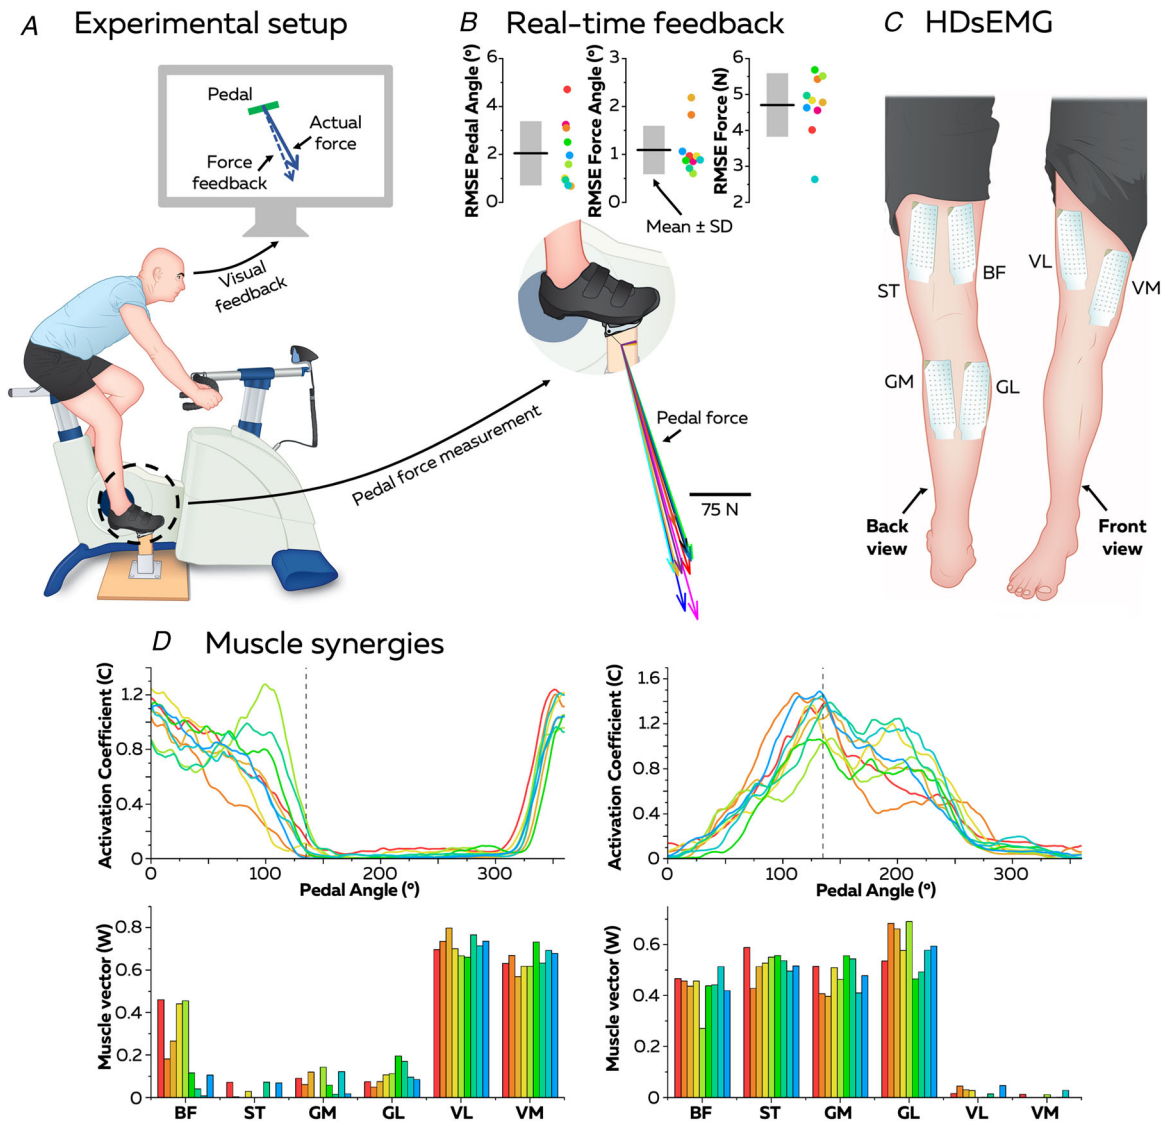 A Experimental setup
Pedal
Actual
force
Force
feedback
Visual
feedback
Pedal force measurement
B Real-time feedback
RMSE Pedal Angle (°)
6
4
2
0
RMSE Force Angle (°)
3
2
1
0
RMSE Force (N)
6
5
4
3
2
Mean ± SD
Pedal force
75 N
C HDsEMG
ST
BF
VL
VM
GM
GL
Back
view
Front
view
D Muscle synergies
Activation Coefficient (C)
1.2
0.8
0.4
0
100
200
300
Pedal Angle (°)
Activation Coefficient (C)
1.6
1.2
0.8
0.4
0
0
100
200
300
Pedal Angle (°)
Muscle vector (W)
0.8
0.6
0.4
0.2
0
BF ST GM GL VL VM
Muscle vector (W)
0.6
0.4
0.2
0
BF ST GM GL VL VM